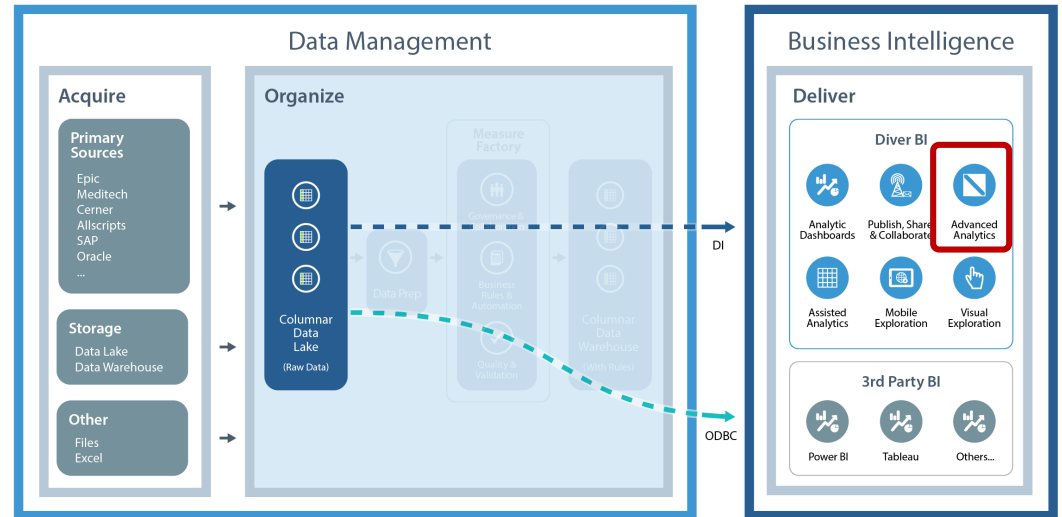 Data Management
Acquire
Primary
Sources
Epic
Meditech
Cerner
Allscripts
SAP
Oracle
...
Storage
Data Lake
Data Warehouse
Other
Files
Excel
Organize
Columnar
Data
Lake
(Raw Data)
Data Prep
Measure
Factory
Governance &
Business
Rules &
Automation
Quality &
Validation
Columnar
Data
Warehouse
(With Rules)
DI
ODBC
Business Intelligence
Deliver
Diver BI
Analytic
Dashboards
Publish, Share
& Collaborate
Advanced
Analytics
Assisted
Analytics
Mobile
Exploration
Visual
Exploration
3rd Party BI
Power BI
Tableau
Others...